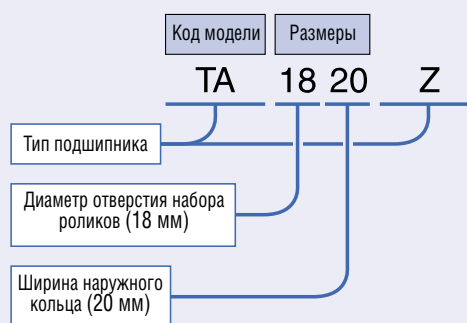 Код модели Размеры
TA 18 20 Z
Тип подшипника
Диаметр отверстия набора
роликов (18 мм)
Ширина наружного
кольца (20 мм)